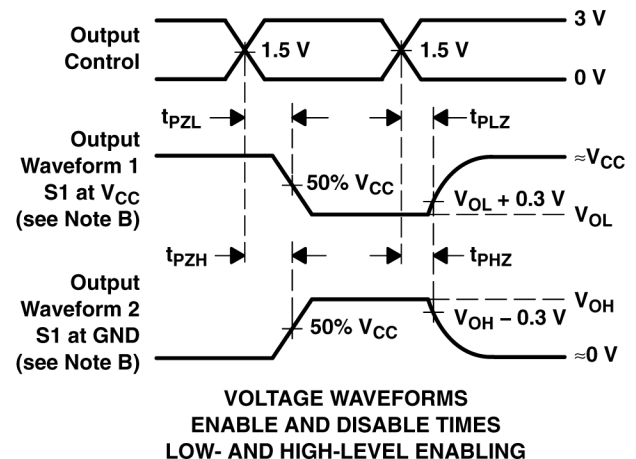 Output
Control
1.5 V
1.5 V
3 V
0 V
tPZL
tPLZ
Output
Waveform 1
S1 at VCC
(see Note B)
50% VCC
≈VCC
VOL + 0.3 V
VOL
tPZH
tPHZ
Output
Waveform 2
S1 at GND
(see Note B)
50% VCC
VOH
VOH − 0.3 V
≈0 V
VOLTAGE WAVEFORMS
ENABLE AND DISABLE TIMES
LOW- AND HIGH-LEVEL ENABLING